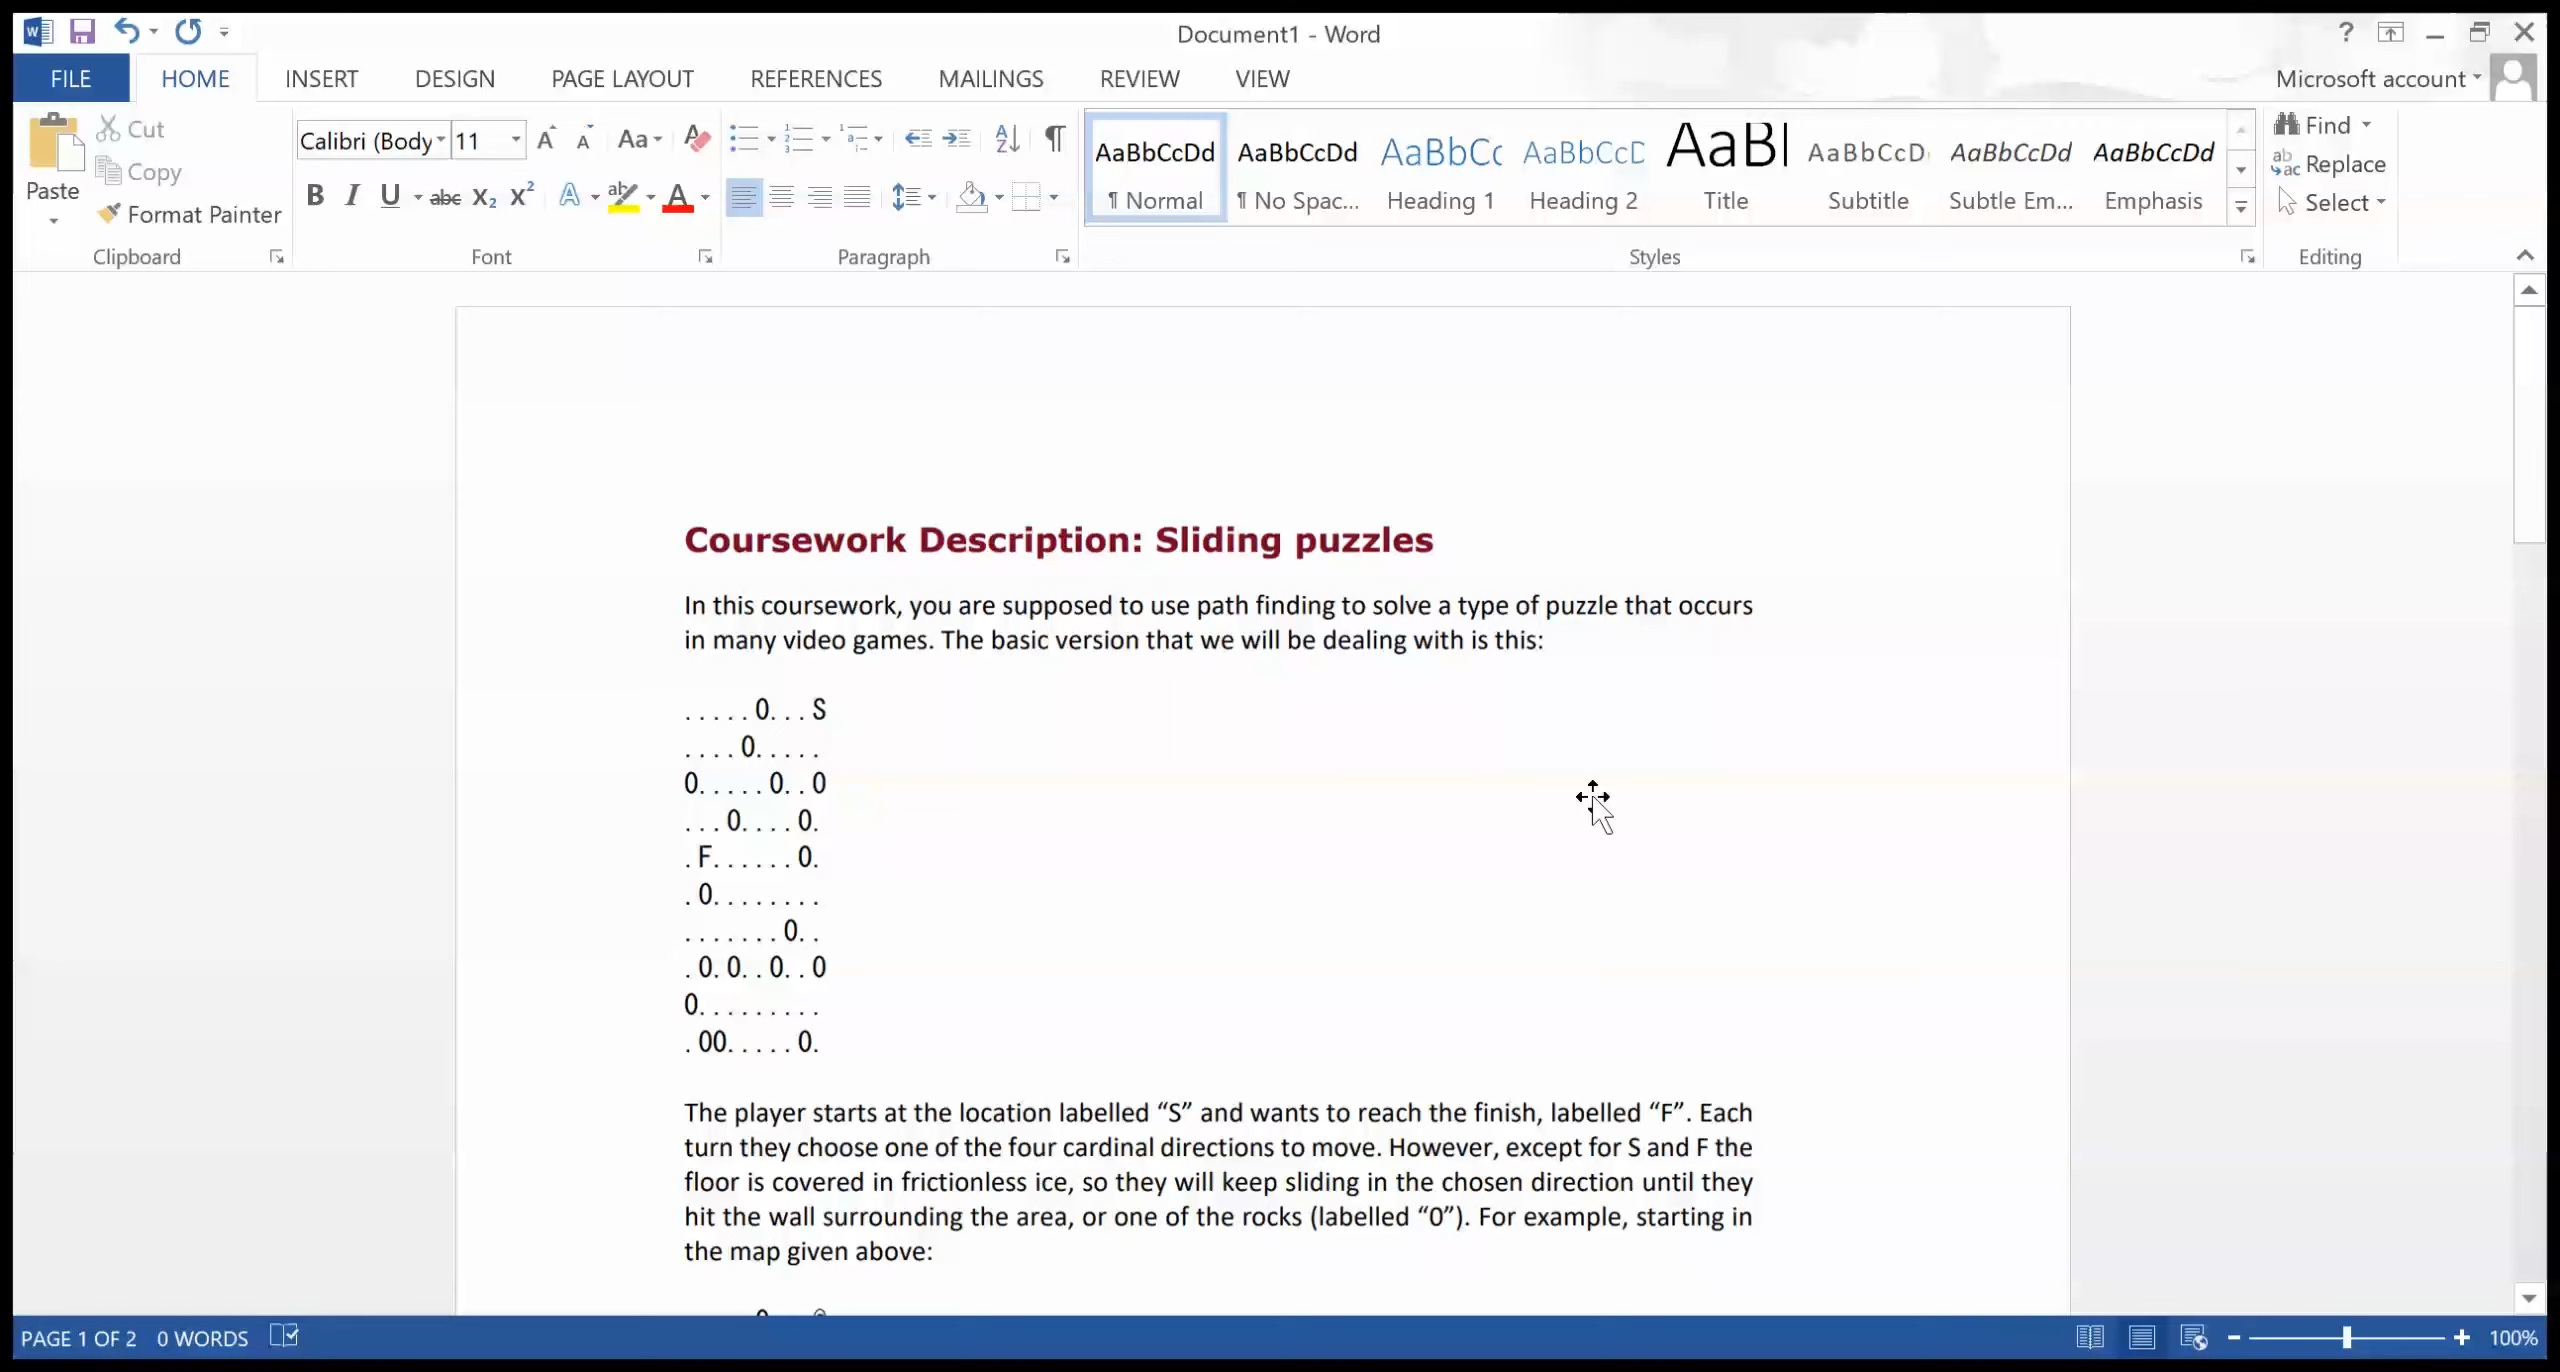 Document1 - Word
?
FILE HOME INSERT DESIGN PAGE LAYOUT REFERENCES MAILINGS REVIEW VIEW Microsoft account
Paste
Cut
Copy
Format Painter
Clipboard
Calibri (Body 11
Font
Paragraph
AaBbCcDd AaBbCcDd AaBbCc AaBbCcD AaBl AaBbCcD AaBbCcDd AaBbCcDd
¶ Normal ¶ No Spac... Heading 1 Heading 2 Title Subtitle Subtle Em... Emphasis
Styles
Find
Replace
Select
Editing
Coursework Description: Sliding puzzles
In this coursework, you are supposed to use path finding to solve a type of puzzle that occurs
in many video games. The basic version that we will be dealing with is this:
.....0...S
....0.....
0.....0..0
...0....0.
.F......0.
.0........
.......0..
.0.0..0..0
0.........
.00.....0.
The player starts at the location labelled “S” and wants to reach the finish, labelled “F”. Each
turn they choose one of the four cardinal directions to move. However, except for S and F the
floor is covered in frictionless ice, so they will keep sliding in the chosen direction until they
hit the wall surrounding the area, or one of the rocks (labelled “0”). For example, starting in
the map given above:
PAGE 1 OF 2 0 WORDS 100%